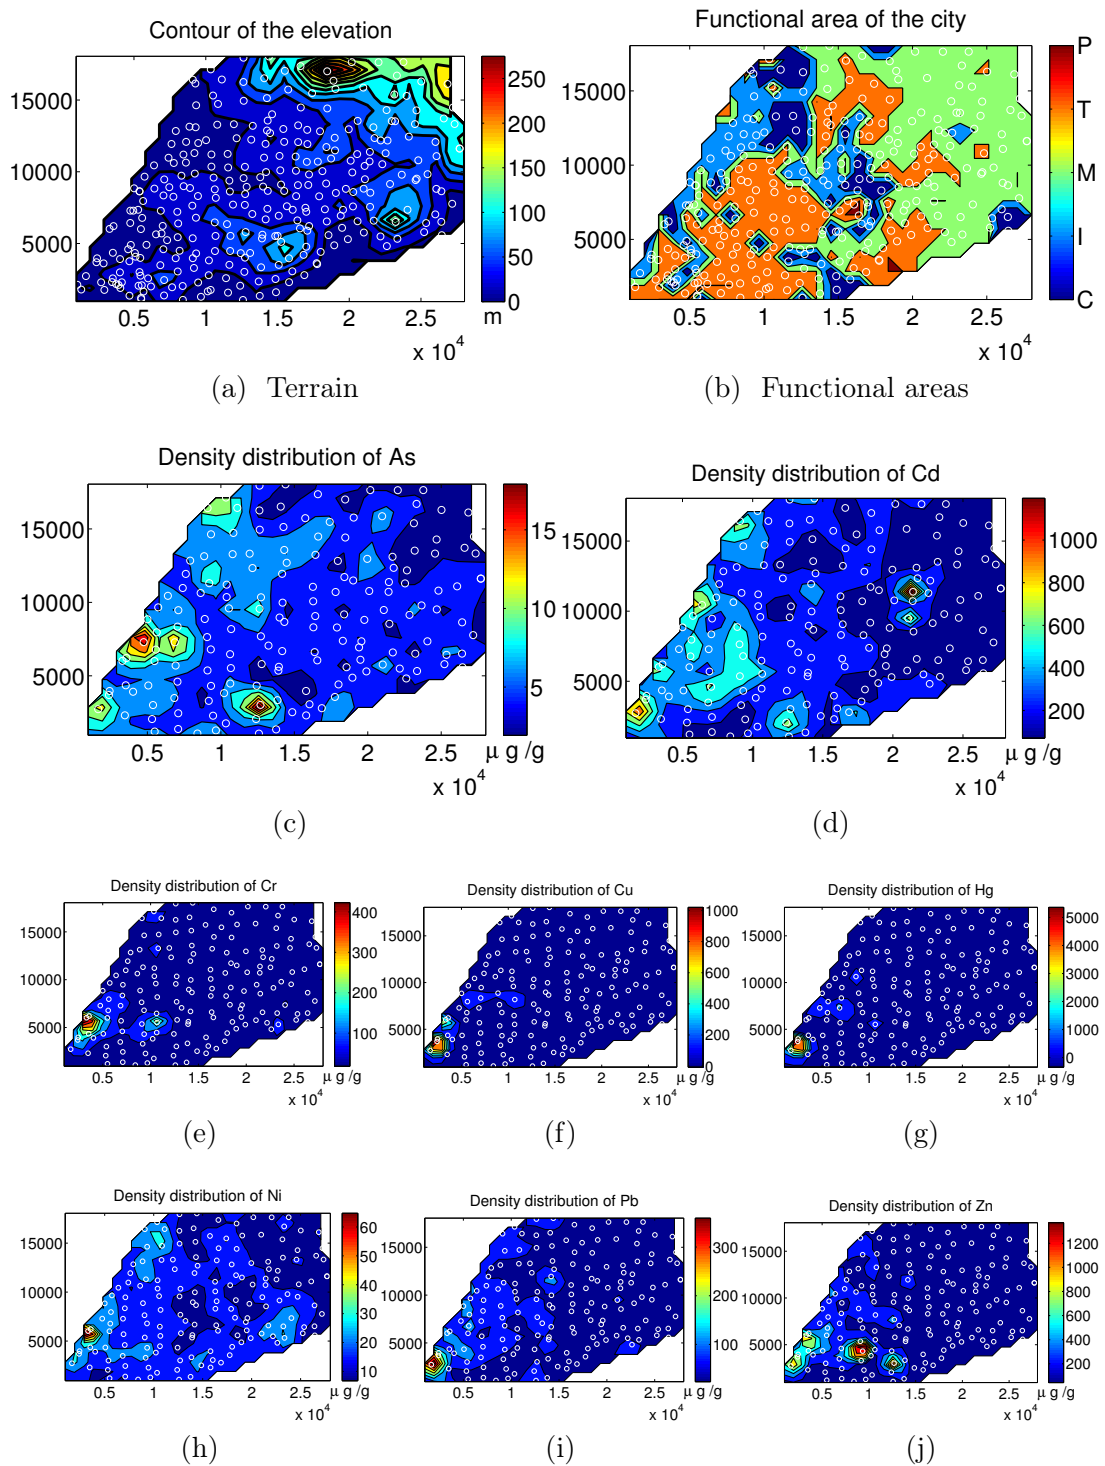 Contour of the elevation
15000
10000
5000
0.5 1 1.5 2 2.5
x 10^4
250
200
150
100
50
0
m
(a) Terrain
Functional area of the city
15000
10000
5000
0.5 1 1.5 2 2.5
x 10^4
P
T
M
I
C
(b) Functional areas
Density distribution of As
15000
10000
5000
0.5 1 1.5 2 2.5
x 10^4
15
10
5
μ g /g
(c)
Density distribution of Cd
15000
10000
5000
0.5 1 1.5 2 2.5
x 10^4
1000
800
600
400
200
μ g /g
(d)
Density distribution of Cr
15000
10000
5000
0.5 1 1.5 2 2.5
x 10^4
400
300
200
100
μ g /g
(e)
Density distribution of Cu
15000
10000
5000
0.5 1 1.5 2 2.5
x 10^4
1000
800
600
400
200
0
μ g /g
(f)
Density distribution of Hg
15000
10000
5000
0.5 1 1.5 2 2.5
x 10^4
5000
4000
3000
2000
1000
0
μ g /g
(g)
Density distribution of Ni
15000
10000
5000
0.5 1 1.5 2 2.5
x 10^4
60
50
40
30
20
10
μ g /g
(h)
Density distribution of Pb
15000
10000
5000
0.5 1 1.5 2 2.5
x 10^4
300
200
100
μ g /g
(i)
Density distribution of Zn
15000
10000
5000
0.5 1 1.5 2 2.5
x 10^4
1200
1000
800
600
400
200
μ g /g
(j)